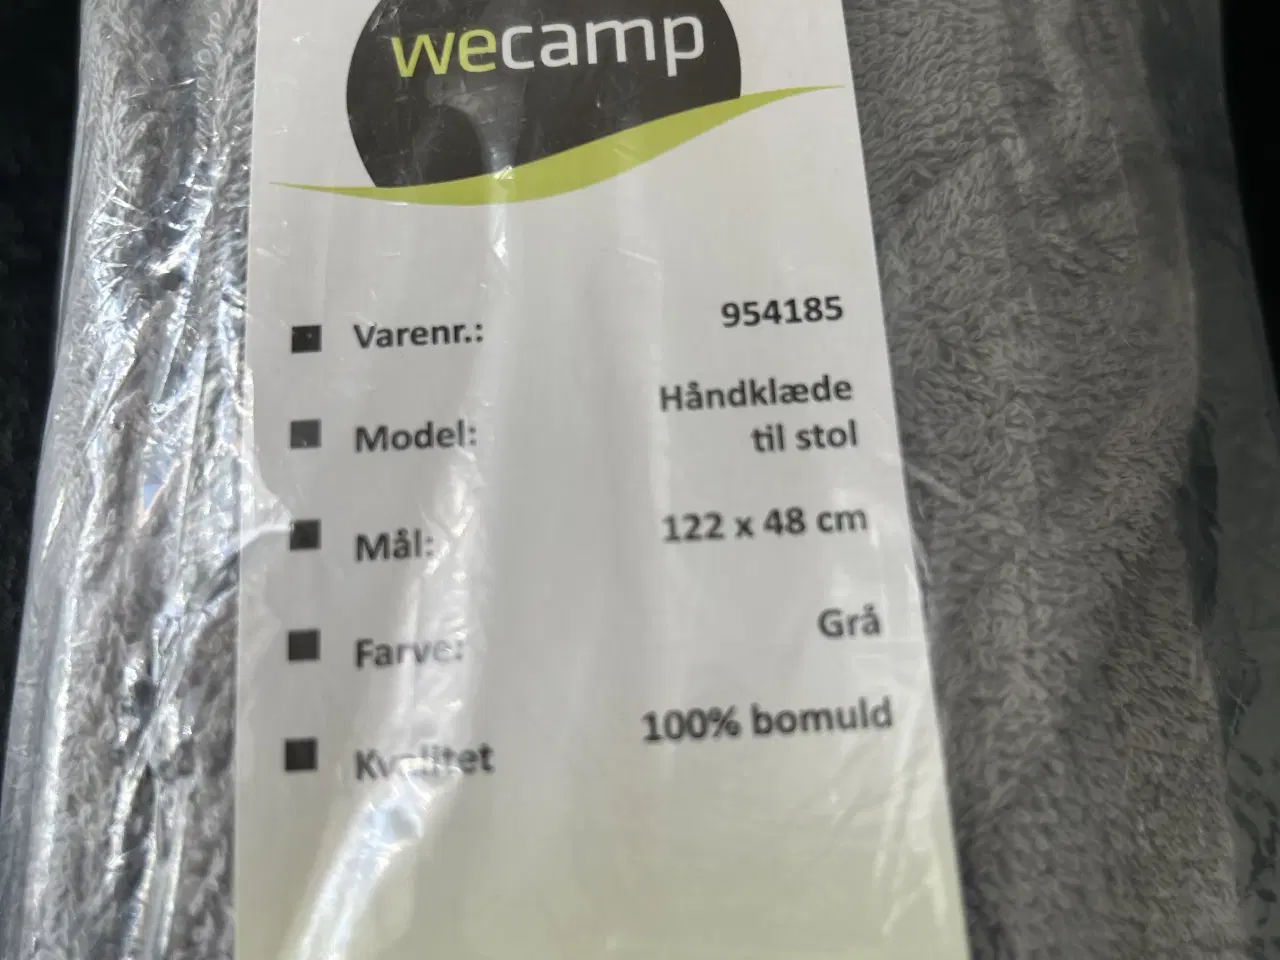 wecamp
Varenr.: 954185
Model: Håndklæde
til stol
Mål: 122 x 48 cm
Farve: Grå
Kvalitet 100% bomuld